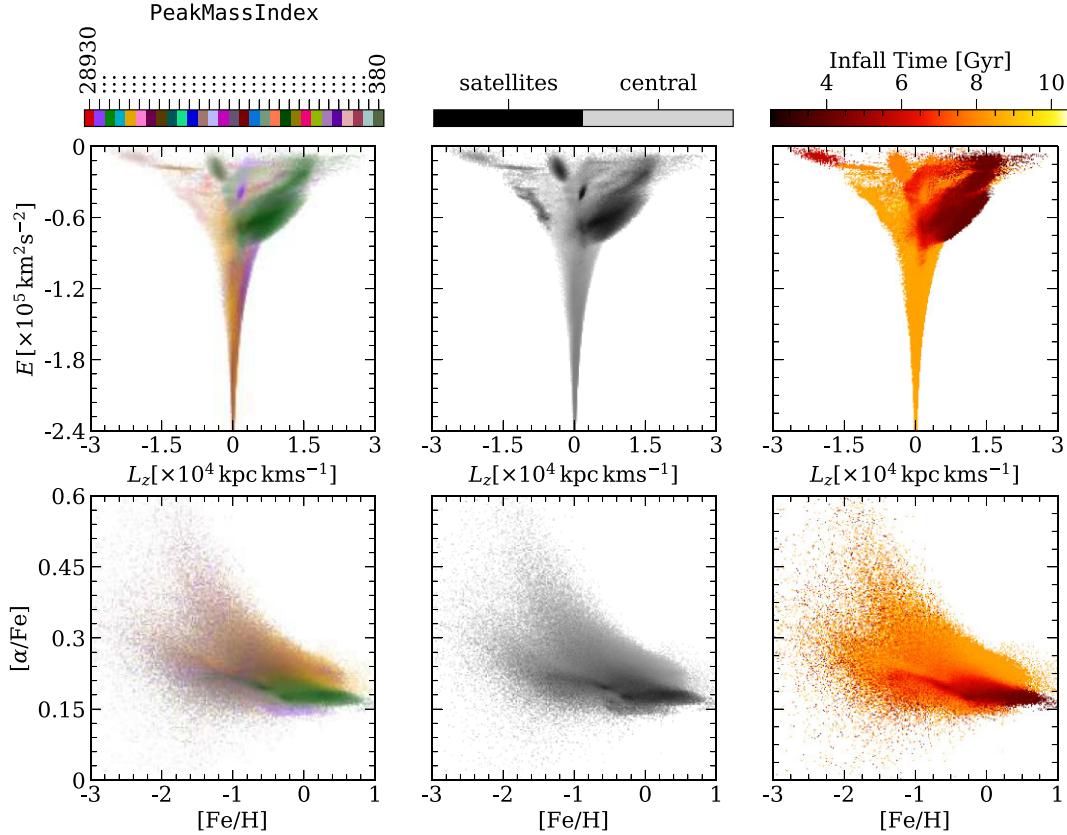 PeakMassIndex
28930
380
satellites central
Infall Time [Gyr]
4 6 8 10
0
-0.6
-1.2
-1.8
-2.4
E [×10⁵ km²s⁻²]
-3 -1.5 0 1.5 3
-3 -1.5 0 1.5 3
-3 -1.5 0 1.5 3
L_z[×10⁴ kpc kms⁻¹]
L_z[×10⁴ kpc kms⁻¹]
L_z[×10⁴ kpc kms⁻¹]
0.6
0.45
0.3
0.15
0
[α/Fe]
-3 -2 -1 0 1
-3 -2 -1 0 1
-3 -2 -1 0 1
[Fe/H]
[Fe/H]
[Fe/H]